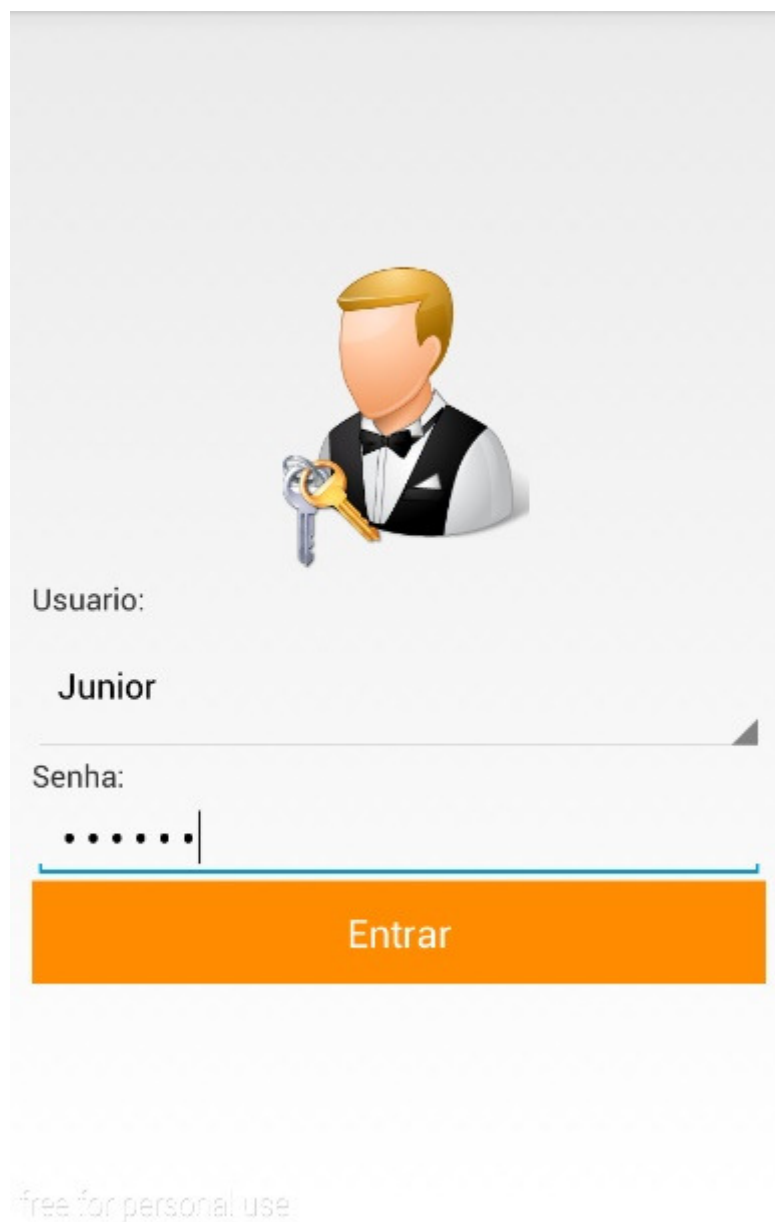 Usuario:
Junior
Senha:
••••••
Entrar
free for personal use